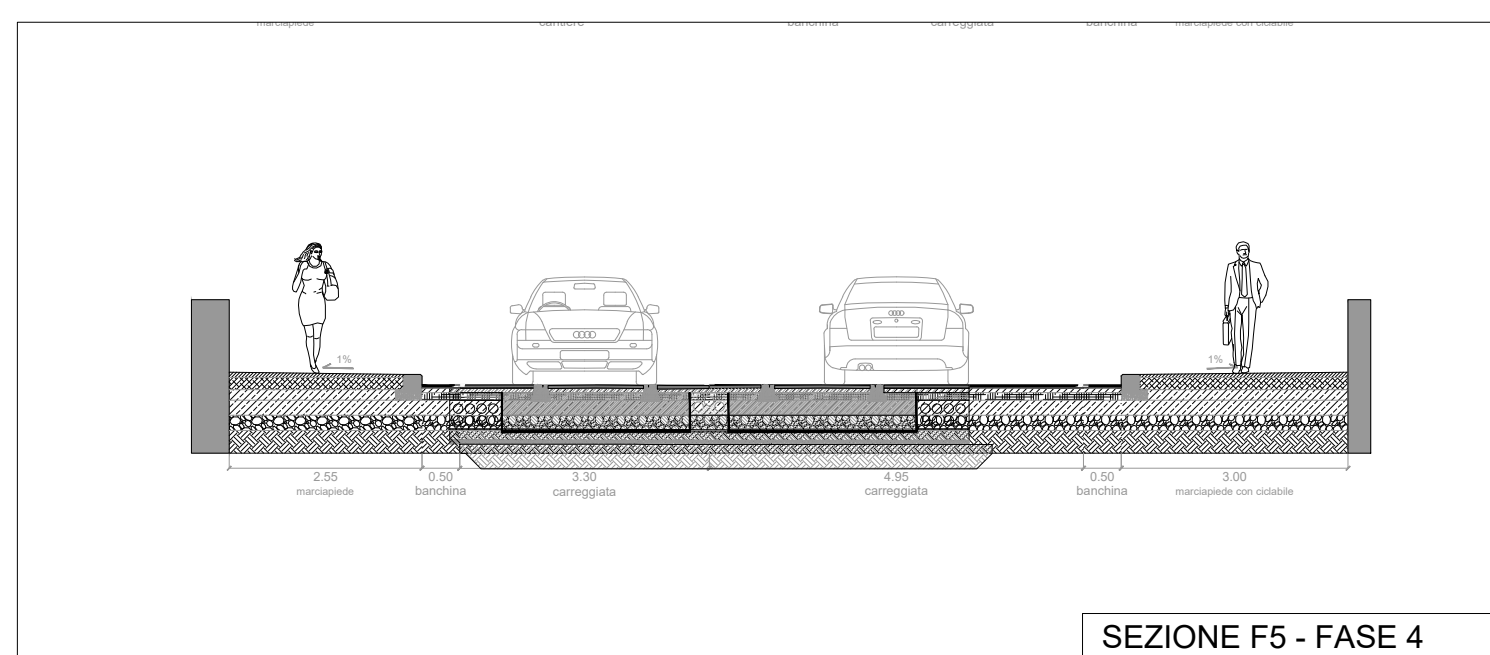 marciapiede cantiere banchina carreggiata banchina marciapiede con ciclabile
1% 1%
2.55 0.50 3.30 4.95 0.50 3.00
marciapiede banchina carreggiata carreggiata banchina marciapiede con ciclabile
SEZIONE F5 - FASE 4